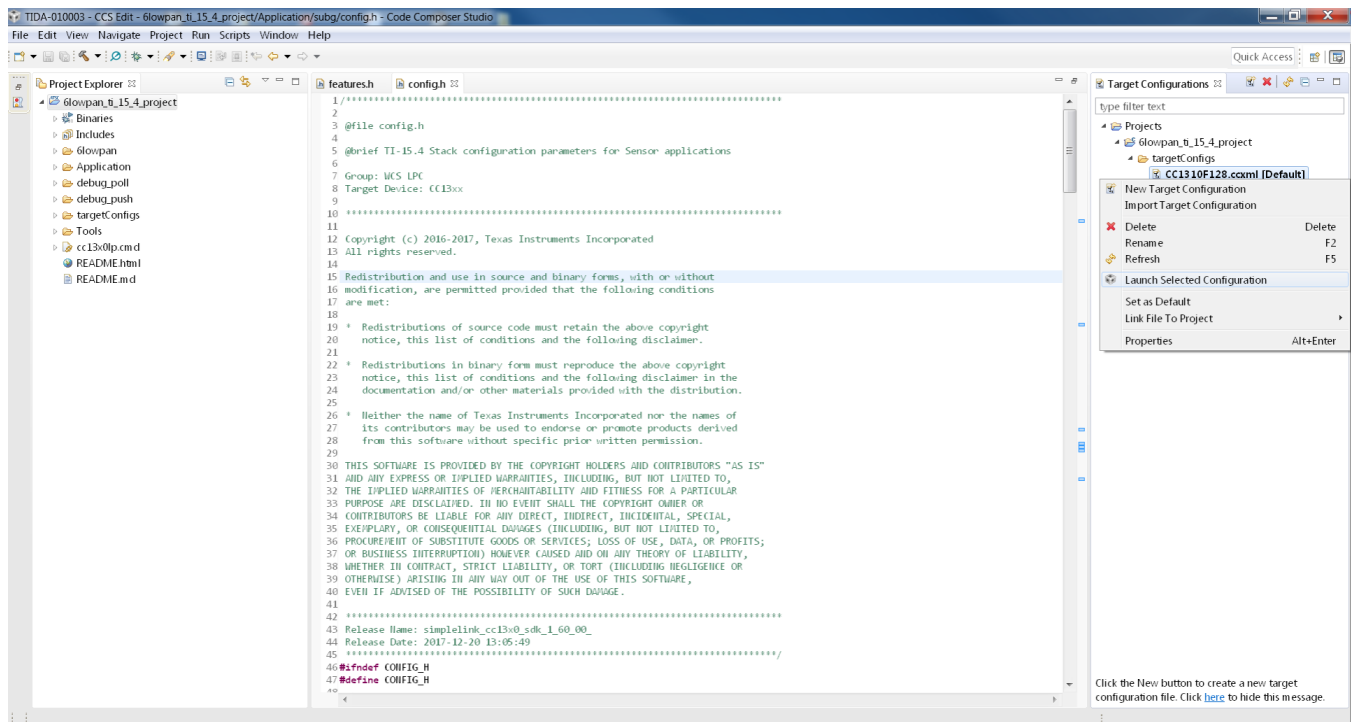 TIDA-010003 - CCS Edit - 6lowpan_ti_15_4_project/Application/subg/config.h - Code Composer Studio
File Edit View Navigate Project Run Scripts Window Help
Quick Access
Project Explorer
6lowpan_ti_15_4_project
Binaries
Includes
6lowpan
Application
debug_poll
debug_push
targetConfigs
Tools
cc13x0lp.cmd
README.html
README.md
features.h config.h
1 /******************************************************************************
2
3 @file config.h
4
5 @brief TI-15.4 Stack configuration parameters for Sensor applications
6
7 Group: WCS LPC
8 Target Device: CC13xx
9
10 ******************************************************************************
11
12 Copyright (c) 2016-2017, Texas Instruments Incorporated
13 All rights reserved.
14
15 Redistribution and use in source and binary forms, with or without
16 modification, are permitted provided that the following conditions
17 are met:
18
19 * Redistributions of source code must retain the above copyright
20 notice, this list of conditions and the following disclaimer.
21
22 * Redistributions in binary form must reproduce the above copyright
23 notice, this list of conditions and the following disclaimer in the
24 documentation and/or other materials provided with the distribution.
25
26 * Neither the name of Texas Instruments Incorporated nor the names of
27 its contributors may be used to endorse or promote products derived
28 from this software without specific prior written permission.
29
30 THIS SOFTWARE IS PROVIDED BY THE COPYRIGHT HOLDERS AND CONTRIBUTORS "AS IS"
31 AND ANY EXPRESS OR IMPLIED WARRANTIES, INCLUDING, BUT NOT LIMITED TO,
32 THE IMPLIED WARRANTIES OF MERCHANTABILITY AND FITNESS FOR A PARTICULAR
33 PURPOSE ARE DISCLAIMED. IN NO EVENT SHALL THE COPYRIGHT OWNER OR
34 CONTRIBUTORS BE LIABLE FOR ANY DIRECT, INDIRECT, INCIDENTAL, SPECIAL,
35 EXEMPLARY, OR CONSEQUENTIAL DAMAGES (INCLUDING, BUT NOT LIMITED TO,
36 PROCUREMENT OF SUBSTITUTE GOODS OR SERVICES; LOSS OF USE, DATA, OR PROFITS;
37 OR BUSINESS INTERRUPTION) HOWEVER CAUSED AND ON ANY THEORY OF LIABILITY,
38 WHETHER IN CONTRACT, STRICT LIABILITY, OR TORT (INCLUDING NEGLIGENCE OR
39 OTHERWISE) ARISING IN ANY WAY OUT OF THE USE OF THIS SOFTWARE,
40 EVEN IF ADVISED OF THE POSSIBILITY OF SUCH DAMAGE.
41
42 ******************************************************************************
43 Release Name: simplelink_cc13x0_sdk_1_60_00_
44 Release Date: 2017-12-20 13:05:49
45 *****************************************************************************/
46 #ifndef CONFIG_H
47 #define CONFIG_H
48
Target Configurations
type filter text
Projects
6lowpan_ti_15_4_project
targetConfigs
CC1310F128.ccxml [Default]
New Target Configuration
Import Target Configuration
Delete Delete
Rename F2
Refresh F5
Launch Selected Configuration
Set as Default
Link File To Project
Properties Alt+Enter
Click the New button to create a new target
configuration file. Click here to hide this message.